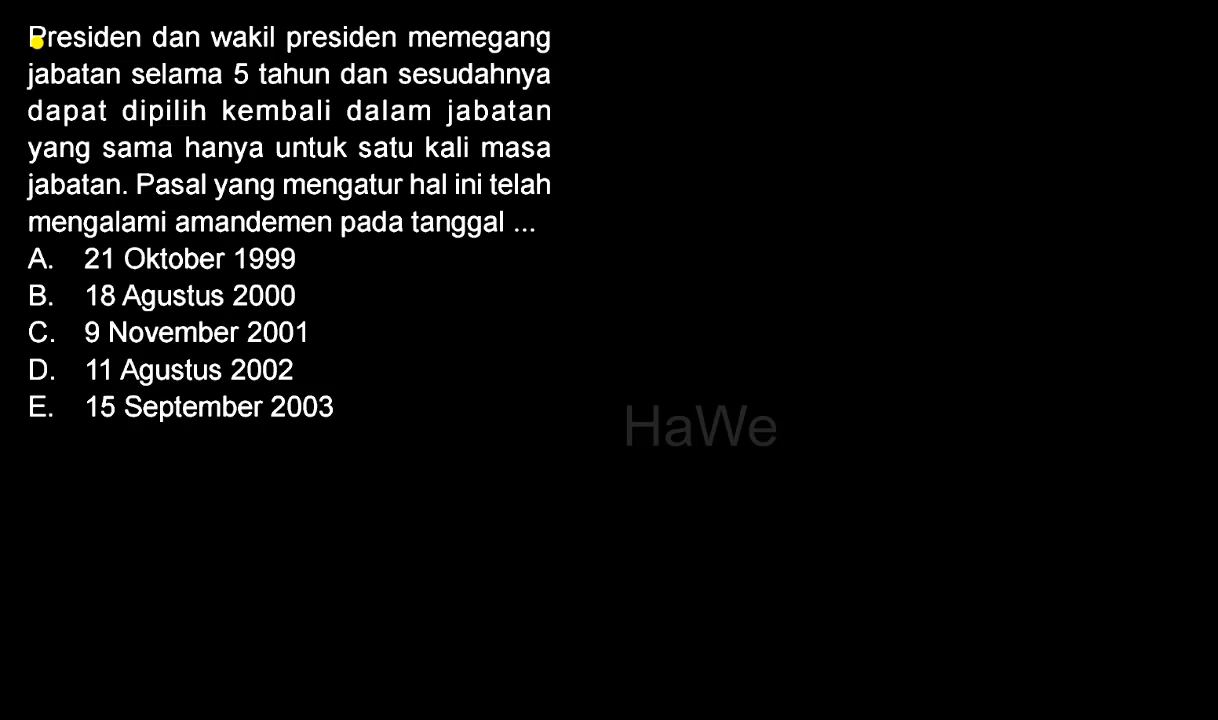 Presiden dan wakil presiden memegang
jabatan selama 5 tahun dan sesudahnya
dapat dipilih kembali dalam jabatan
yang sama hanya untuk satu kali masa
jabatan. Pasal yang mengatur hal ini telah
mengalami amandemen pada tanggal ...
A. 21 Oktober 1999
B. 18 Agustus 2000
C. 9 November 2001
D. 11 Agustus 2002
E. 15 September 2003
HaWe